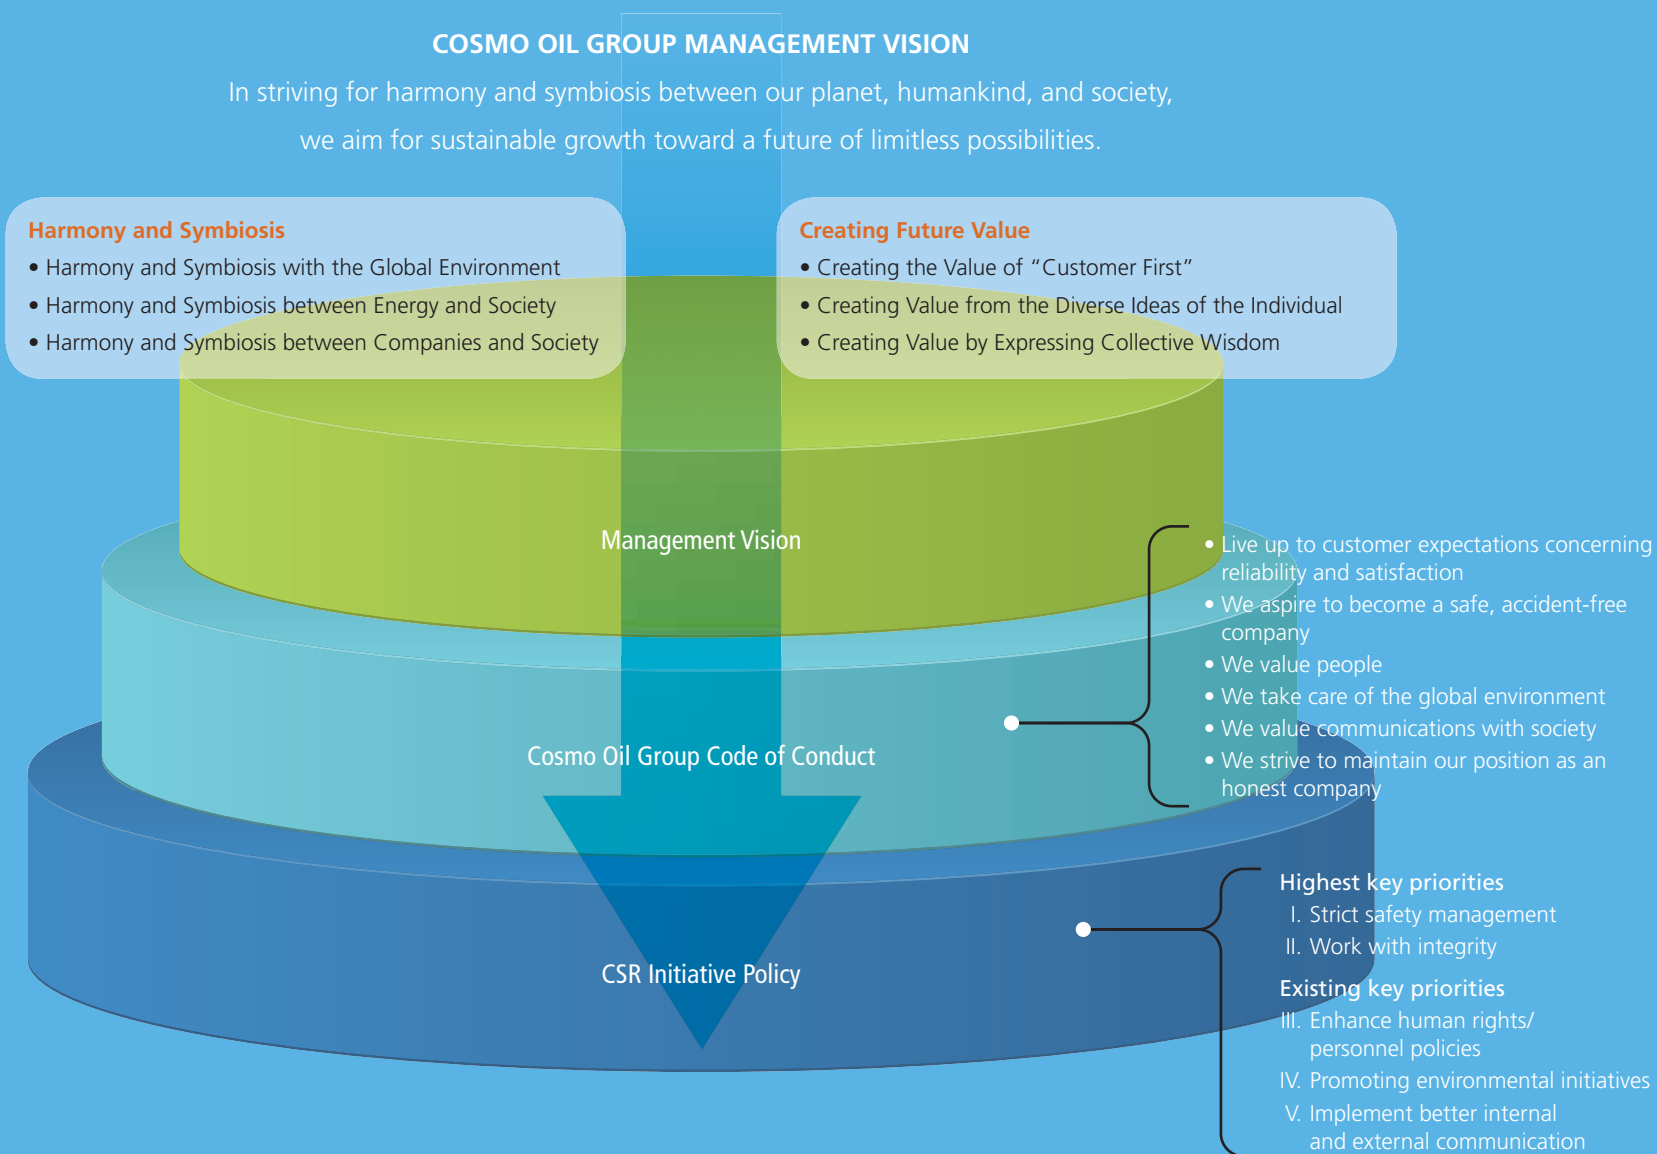 COSMO OIL GROUP MANAGEMENT VISION
In striving for harmony and symbiosis between our planet, humankind, and society,
we aim for sustainable growth toward a future of limitless possibilities.
Harmony and Symbiosis
• Harmony and Symbiosis with the Global Environment
• Harmony and Symbiosis between Energy and Society
• Harmony and Symbiosis between Companies and Society
Creating Future Value
• Creating the Value of “Customer First”
• Creating Value from the Diverse Ideas of the Individual
• Creating Value by Expressing Collective Wisdom
Management Vision
• Live up to customer expectations concerning
reliability and satisfaction
• We aspire to become a safe, accident-free
company
• We value people
• We take care of the global environment
• We value communications with society
• We strive to maintain our position as an
honest company
Cosmo Oil Group Code of Conduct
Highest key priorities
I. Strict safety management
II. Work with integrity
Existing key priorities
III. Enhance human rights/
personnel policies
IV. Promoting environmental initiatives
V. Implement better internal
and external communication
CSR Initiative Policy